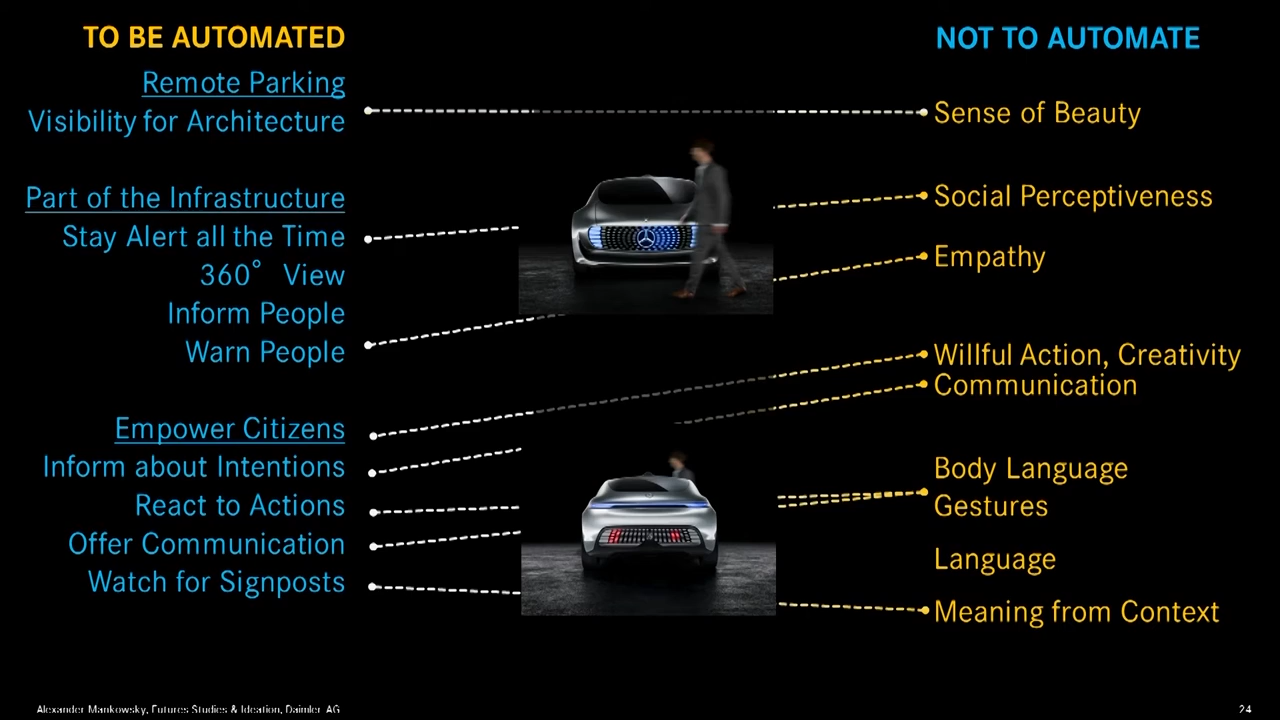 TO BE AUTOMATED
Remote Parking
Visibility for Architecture
Part of the Infrastructure
Stay Alert all the Time
360° View
Inform People
Warn People
Empower Citizens
Inform about Intentions
React to Actions
Offer Communication
Watch for Signposts
NOT TO AUTOMATE
Sense of Beauty
Social Perceptiveness
Empathy
Willful Action, Creativity
Communication
Body Language
Gestures
Language
Meaning from Context
Alexander Mankowsky, Futures Studies & Ideation, Daimler AG
24